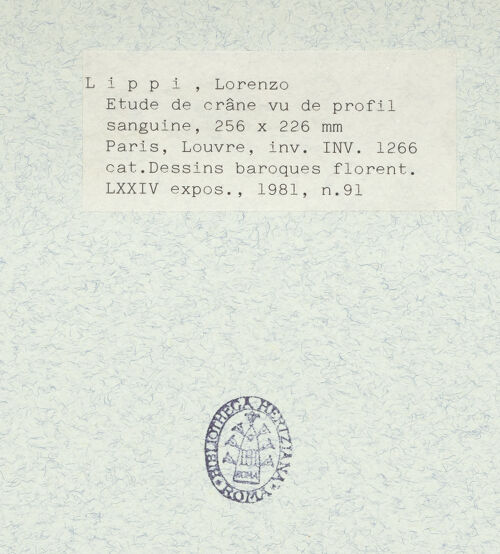 L i p p i , Lorenzo
Etude de crâne vu de profil
sanguine, 256 x 226 mm
Paris, Louvre, inv. INV. 1266
cat.Dessins baroques florent.
LXXIV expos., 1981, n.91
BIBLIOTHECA HERTZIANA
ROMA
ROMA